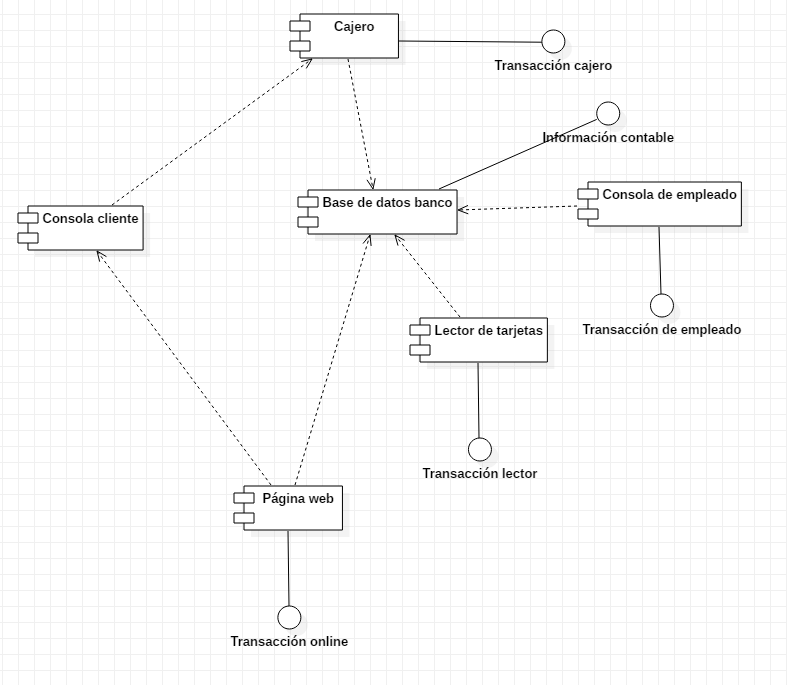 Cajero
Transacción cajero
Información contable
Consola de empleado
Base de datos banco
Consola cliente
Transacción de empleado
Lector de tarjetas
Transacción lector
Página web
Transacción online